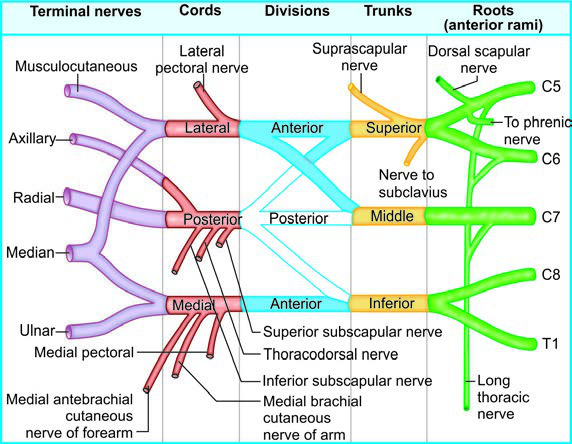 Terminal nerves
Cords
Divisions
Trunks
Roots
(anterior rami)
Musculocutaneous
Lateral
pectoral nerve
Suprascapular
nerve
Dorsal scapular
nerve
C5
Axillary
Lateral
Anterior
Superior
To phrenic
nerve
C6
Nerve to
subclavius
Radial
Posterior
Posterior
Middle
C7
Median
C8
Medial
Anterior
Inferior
Ulnar
Superior subscapular nerve
T1
Medial pectoral
Thoracodorsal nerve
Inferior subscapular nerve
Long
thoracic
nerve
Medial antebrachial
cutaneous
nerve of forearm
Medial brachial
cutaneous
nerve of arm